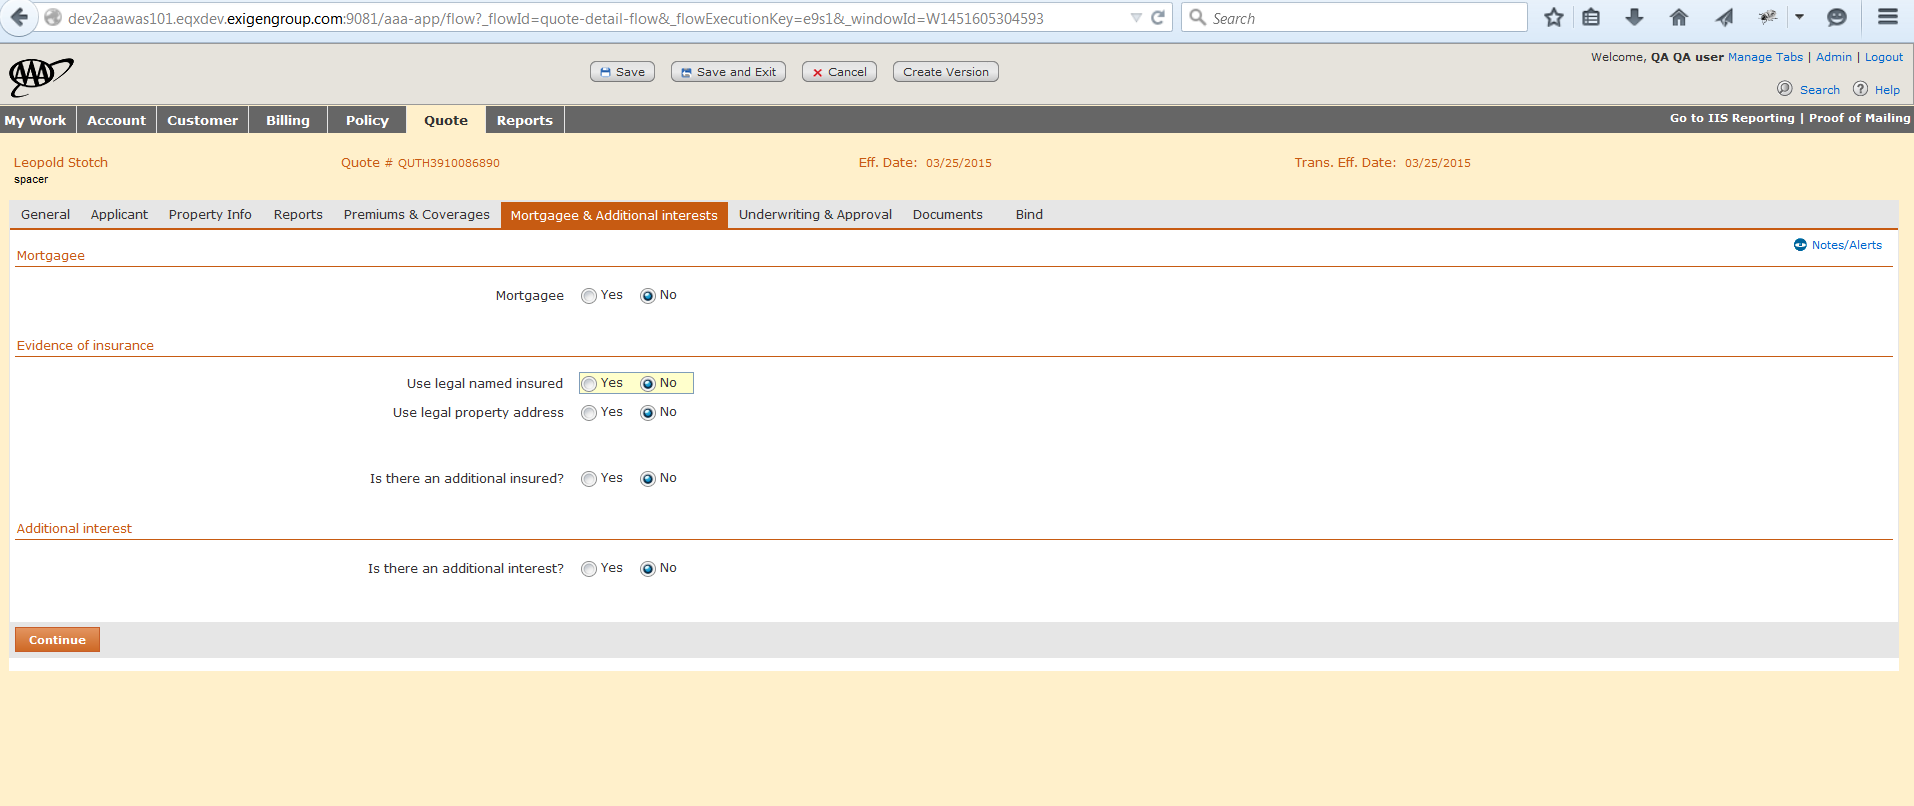 dev2aaawas101.eqxdev.exigengroup.com:9081/aaa-app/flow?_flowId=quote-detail-flow&_flowExecutionKey=e9s1&_windowId=W1451605304593 Search
Welcome, QA QA user Manage Tabs | Admin | Logout
AAA Save Save and Exit Cancel Create Version
Search Help
My Work Account Customer Billing Policy Quote Reports Go to IIS Reporting | Proof of Mailing
Leopold Stotch Quote # QUTH3910086890 Eff. Date: 03/25/2015 Trans. Eff. Date: 03/25/2015
spacer
General Applicant Property Info Reports Premiums & Coverages Mortgagee & Additional interests Underwriting & Approval Documents Bind
Notes/Alerts
Mortgagee
Mortgagee Yes No
Evidence of insurance
Use legal named insured Yes No
Use legal property address Yes No
Is there an additional insured? Yes No
Additional interest
Is there an additional interest? Yes No
Continue